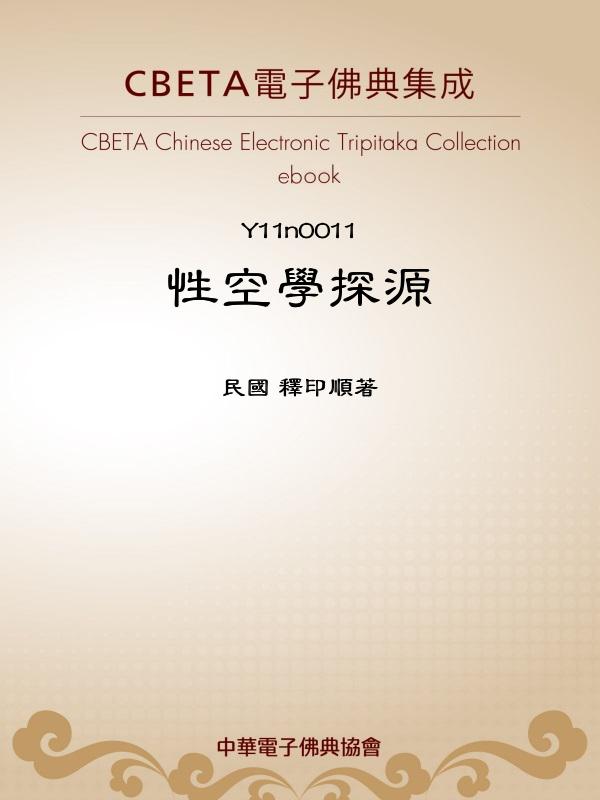 CBETA電子佛典集成
CBETA Chinese Electronic Tripitaka Collection
ebook
Y11n0011
性空學探源
民國 釋印順著
中華電子佛典協會